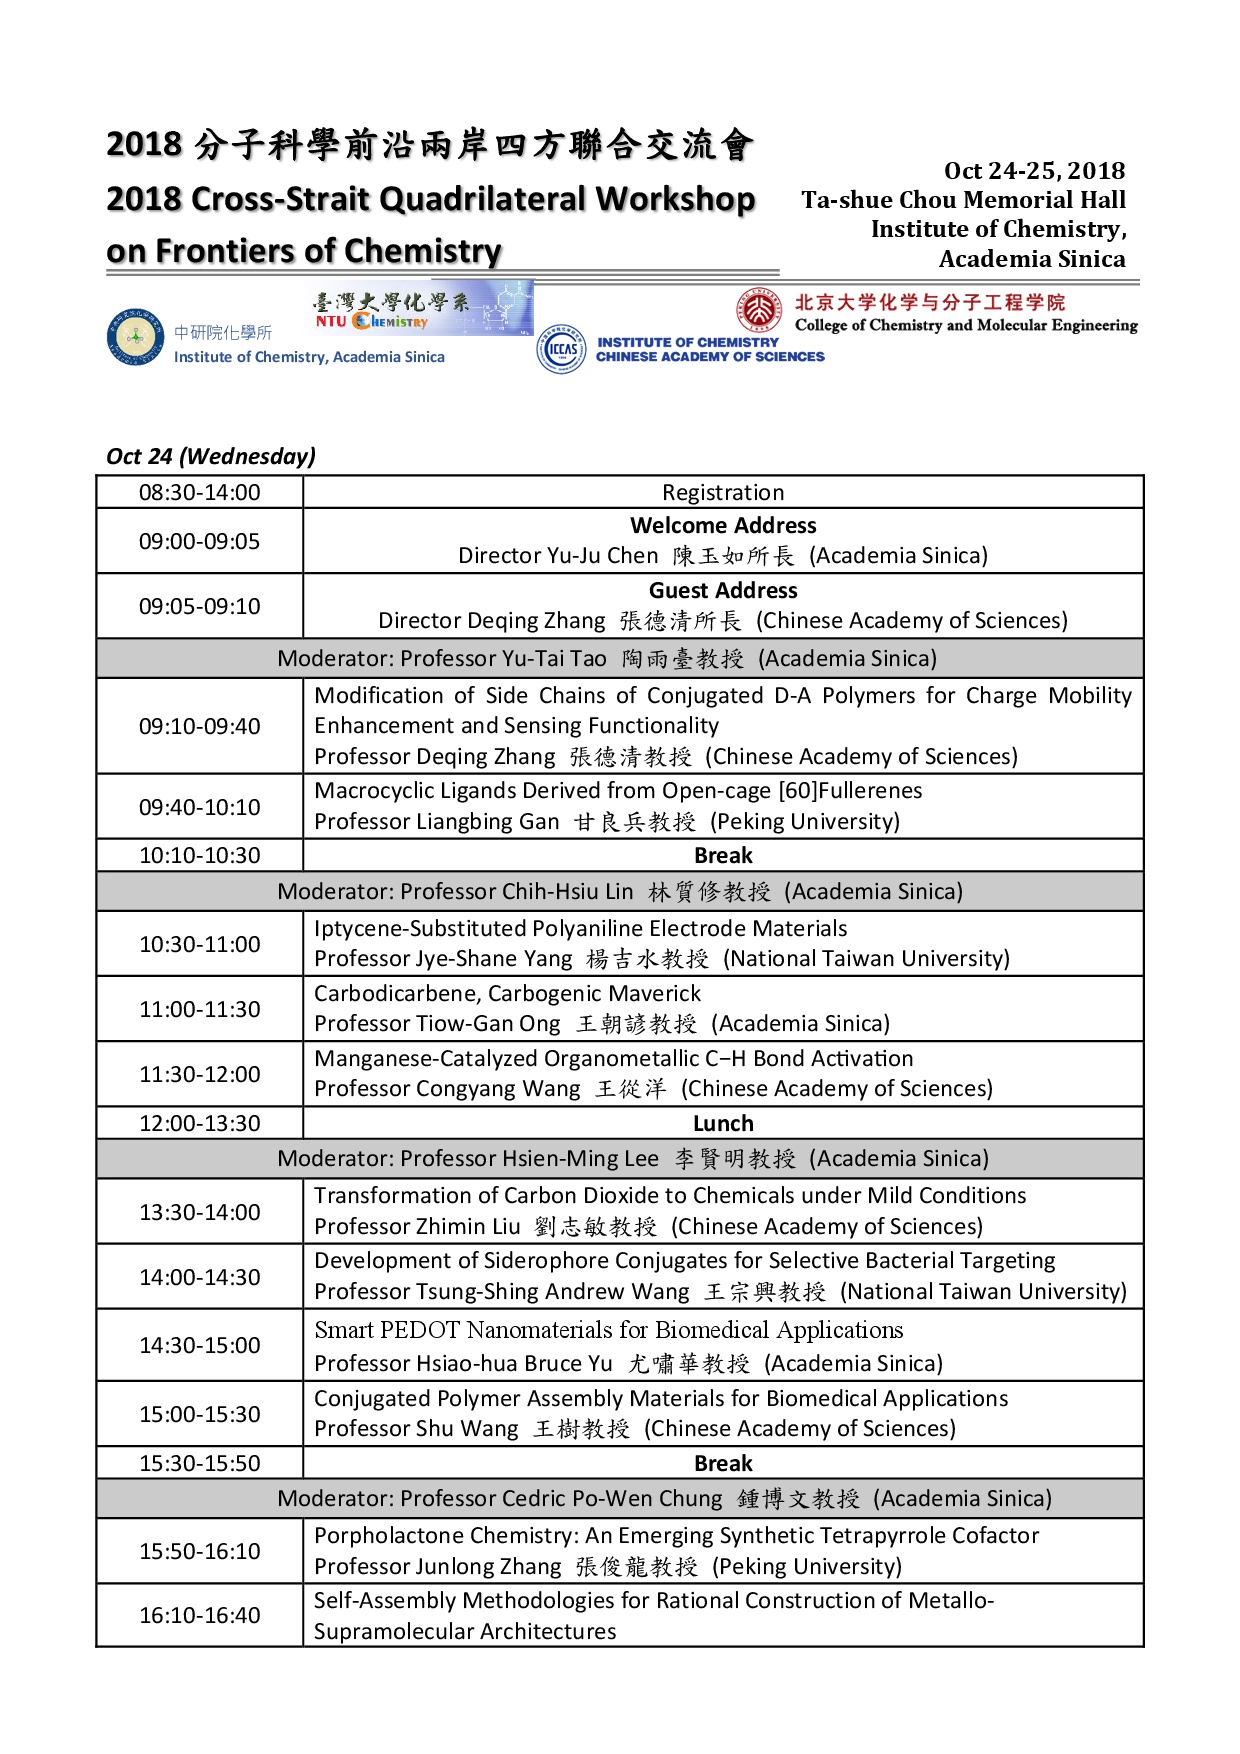 2018 分子科學前沿兩岸四方聯合交流會
2018 Cross-Strait Quadrilateral Workshop
on Frontiers of Chemistry
Oct 24-25, 2018
Ta-shue Chou Memorial Hall
Institute of Chemistry,
Academia Sinica
中研院化學所
Institute of Chemistry, Academia Sinica
臺灣大學化學系
NTU Chemistry
ICCAS
INSTITUTE OF CHEMISTRY
CHINESE ACADEMY OF SCIENCES
北京大学化学与分子工程学院
College of Chemistry and Molecular Engineering
Oct 24 (Wednesday)
08:30-14:00 Registration
09:00-09:05 Welcome Address
Director Yu-Ju Chen 陳玉如所長 (Academia Sinica)
09:05-09:10 Guest Address
Director Deqing Zhang 張德清所長 (Chinese Academy of Sciences)
Moderator: Professor Yu-Tai Tao 陶雨臺教授 (Academia Sinica)
09:10-09:40 Modification of Side Chains of Conjugated D-A Polymers for Charge Mobility
Enhancement and Sensing Functionality
Professor Deqing Zhang 張德清教授 (Chinese Academy of Sciences)
09:40-10:10 Macrocyclic Ligands Derived from Open-cage [60]Fullerenes
Professor Liangbing Gan 甘良兵教授 (Peking University)
10:10-10:30 Break
Moderator: Professor Chih-Hsiu Lin 林質修教授 (Academia Sinica)
10:30-11:00 Iptycene-Substituted Polyaniline Electrode Materials
Professor Jye-Shane Yang 楊吉水教授 (National Taiwan University)
11:00-11:30 Carbodicarbene, Carbogenic Maverick
Professor Tiow-Gan Ong 王朝諺教授 (Academia Sinica)
11:30-12:00 Manganese-Catalyzed Organometallic C−H Bond Activation
Professor Congyang Wang 王從洋 (Chinese Academy of Sciences)
12:00-13:30 Lunch
Moderator: Professor Hsien-Ming Lee 李賢明教授 (Academia Sinica)
13:30-14:00 Transformation of Carbon Dioxide to Chemicals under Mild Conditions
Professor Zhimin Liu 劉志敏教授 (Chinese Academy of Sciences)
14:00-14:30 Development of Siderophore Conjugates for Selective Bacterial Targeting
Professor Tsung-Shing Andrew Wang 王宗興教授 (National Taiwan University)
14:30-15:00 Smart PEDOT Nanomaterials for Biomedical Applications
Professor Hsiao-hua Bruce Yu 尤嘯華教授 (Academia Sinica)
15:00-15:30 Conjugated Polymer Assembly Materials for Biomedical Applications
Professor Shu Wang 王樹教授 (Chinese Academy of Sciences)
15:30-15:50 Break
Moderator: Professor Cedric Po-Wen Chung 鍾博文教授 (Academia Sinica)
15:50-16:10 Porpholactone Chemistry: An Emerging Synthetic Tetrapyrrole Cofactor
Professor Junlong Zhang 張俊龍教授 (Peking University)
16:10-16:40 Self-Assembly Methodologies for Rational Construction of Metallo-
Supramolecular Architectures